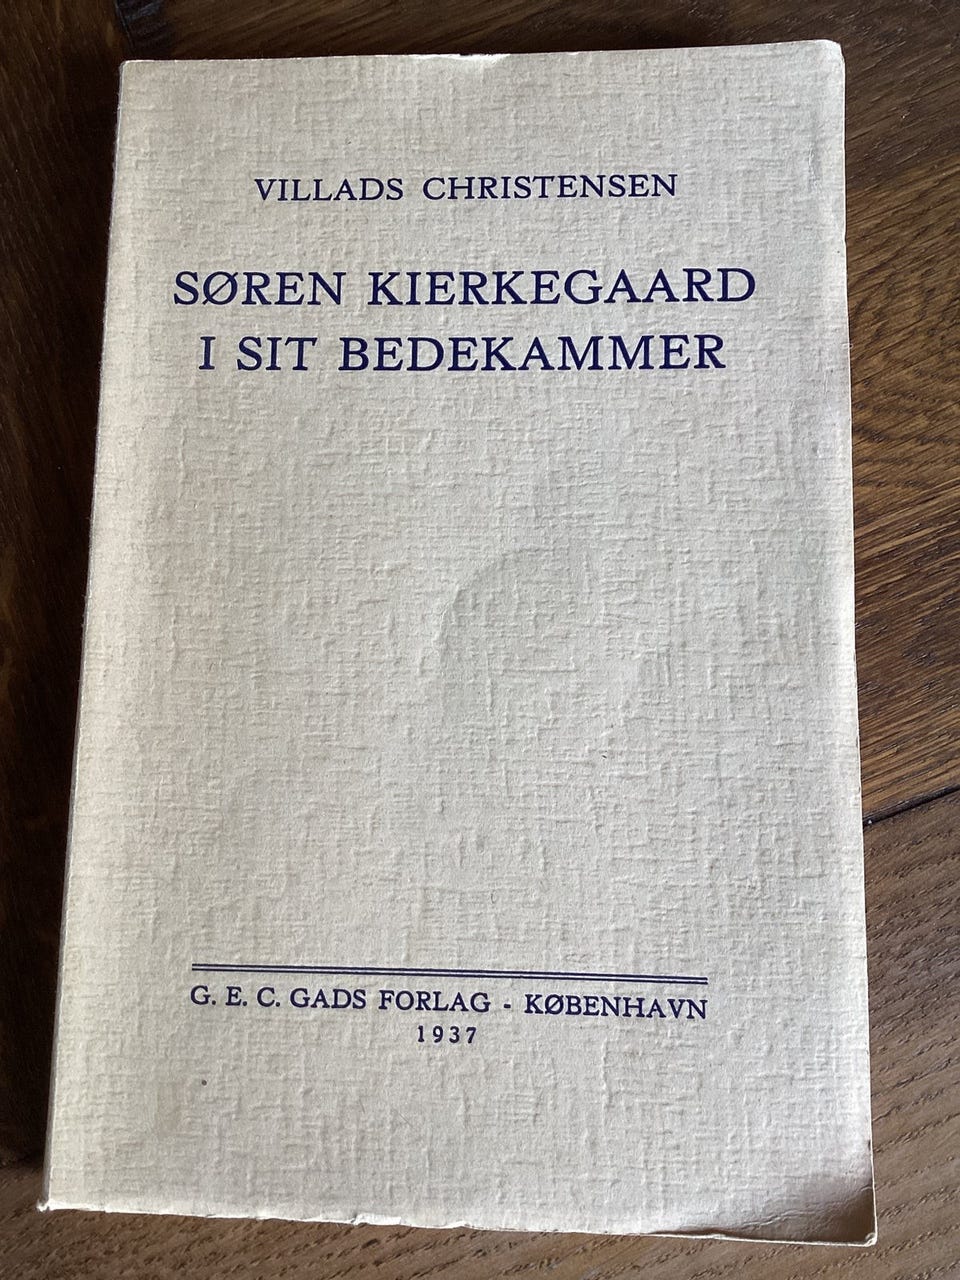 VILLADS CHRISTENSEN
SØREN KIERKEGAARD
I SIT BEDEKAMMER
G. E. C. GADS FORLAG - KØBENHAVN
1937